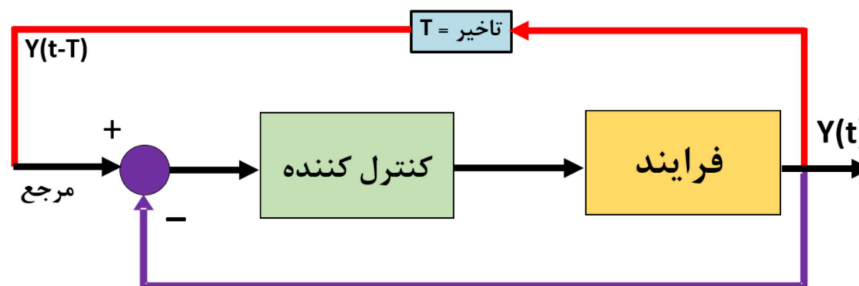 تاخیر = T
Y(t-T)
+
کنترل کننده
فرایند
Y(t)
مرجع
−